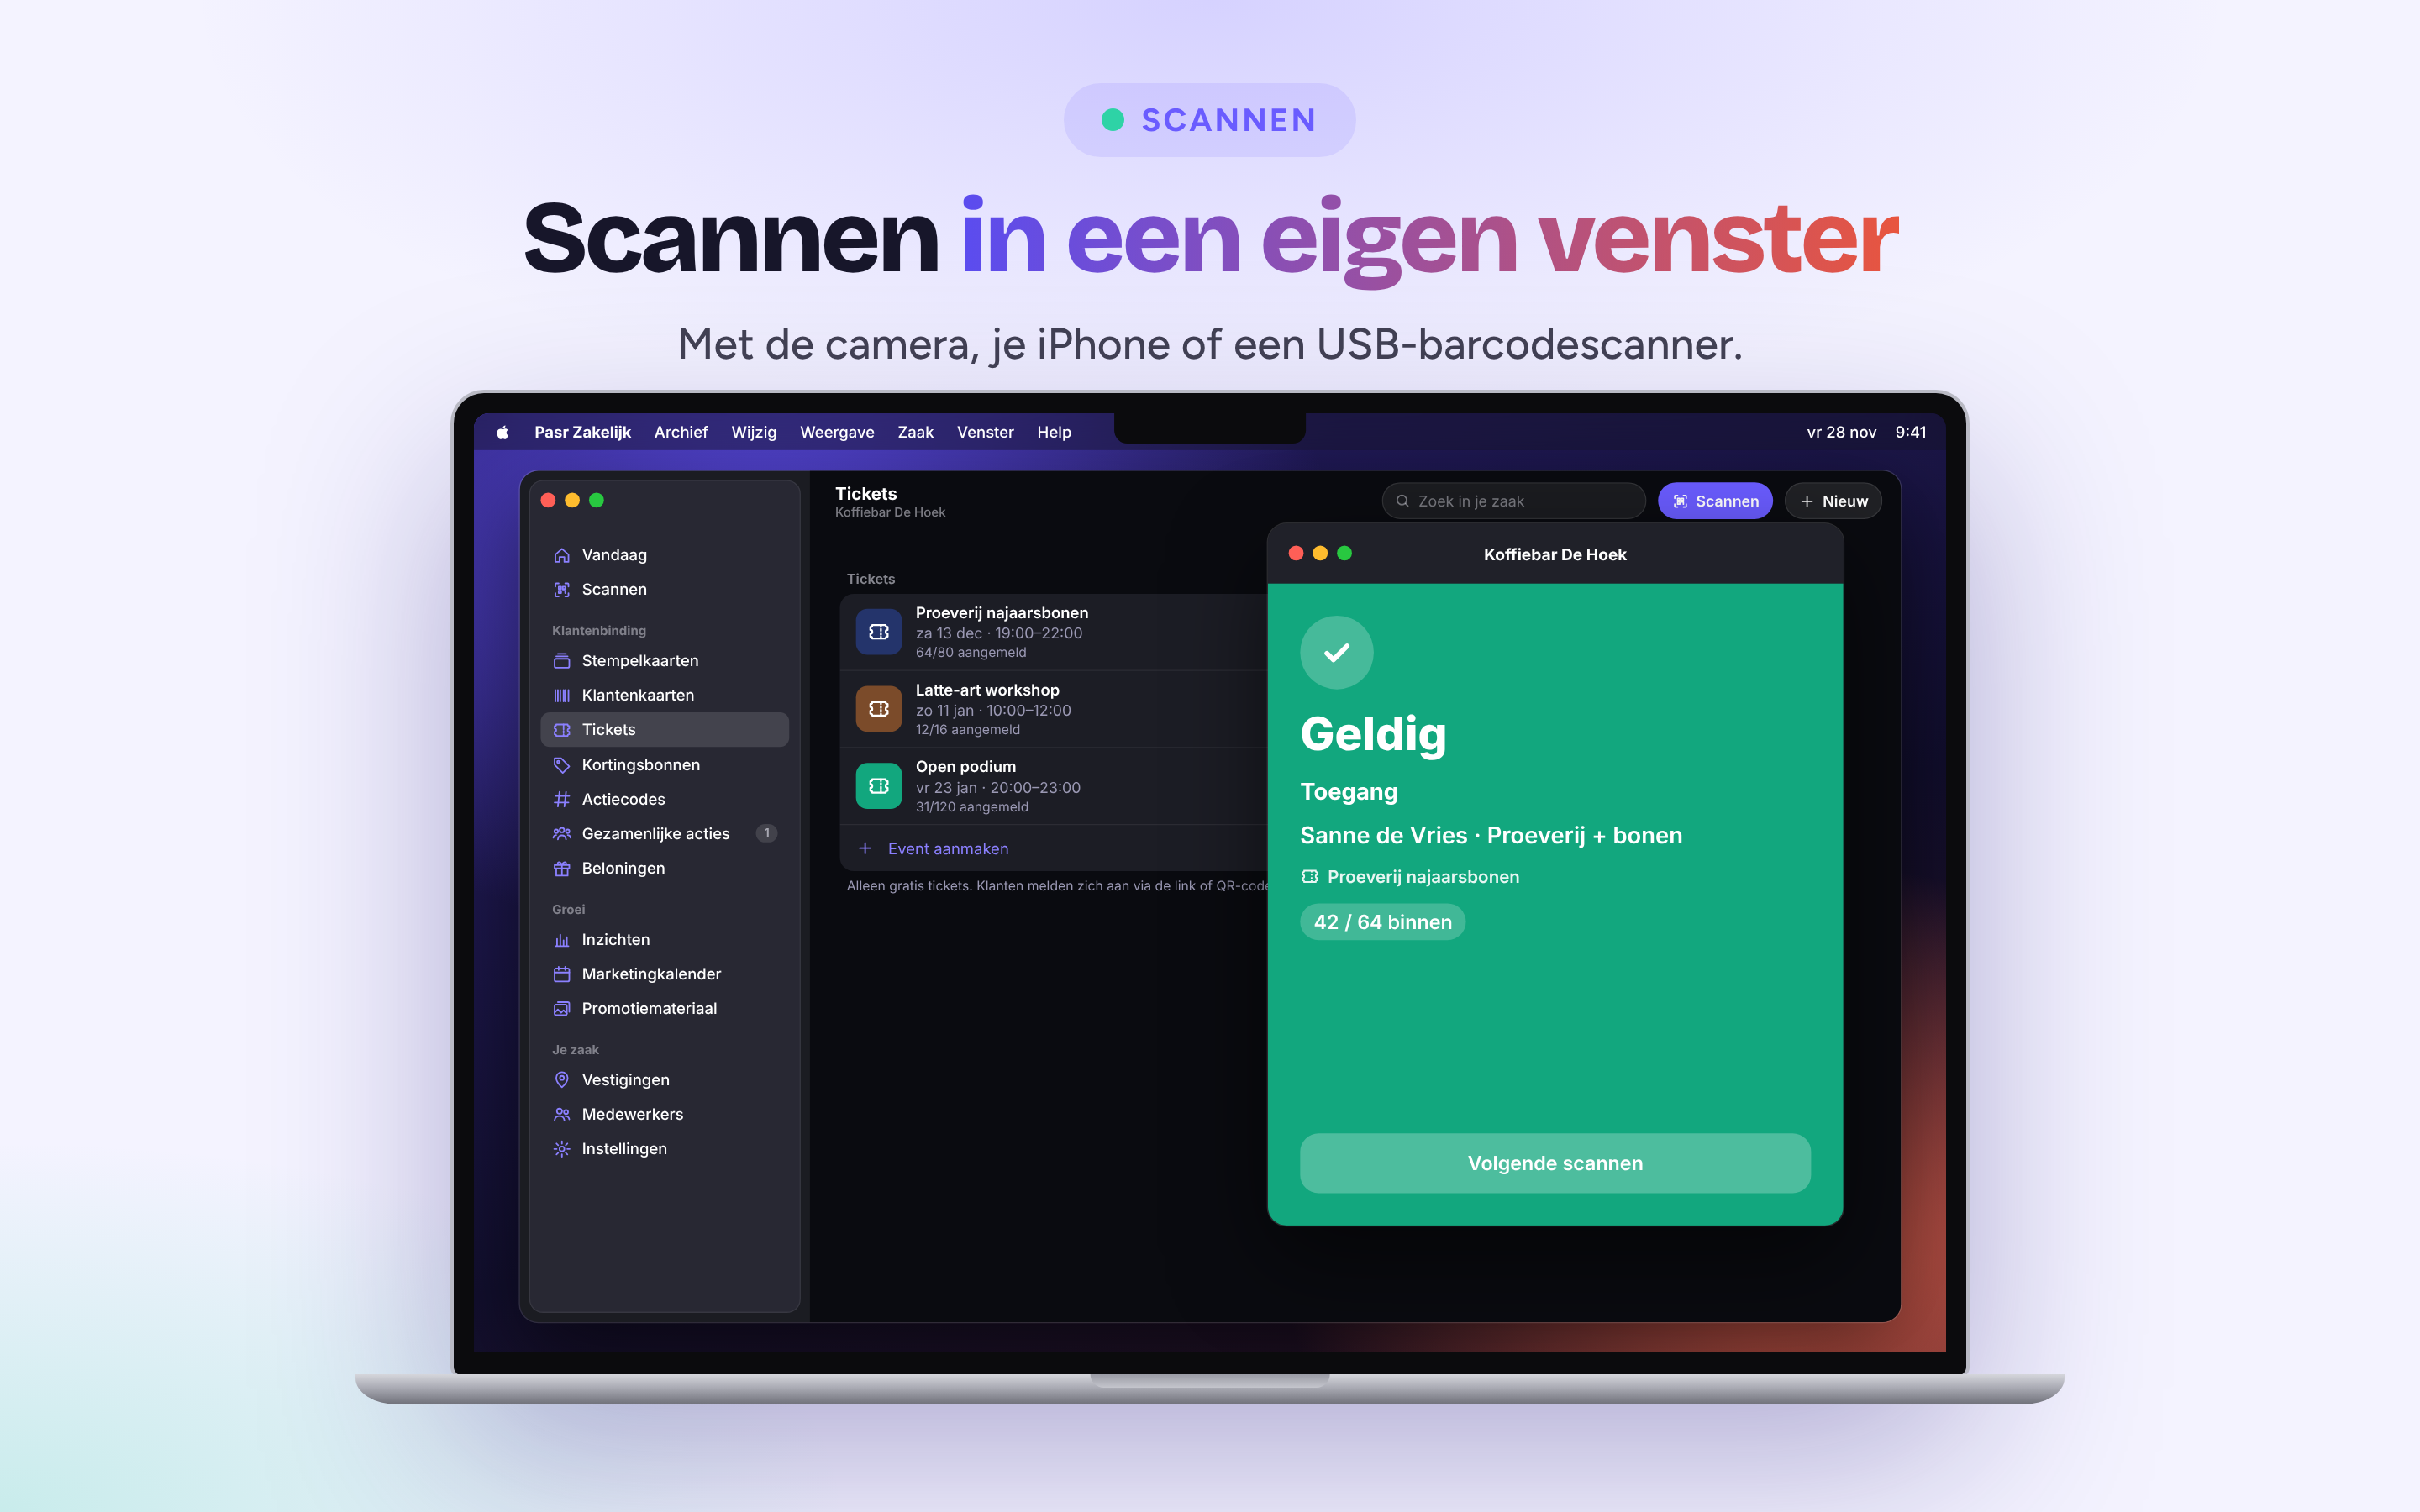 SCANNEN
Scannen in een eigen venster
Met de camera, je iPhone of een USB-barcodescanner.
Pasr Zakelijk Archief Wijzig Weergave Zaak Venster Help vr 28 nov 9:41
Vandaag
Scannen
Klantenbinding
Stempelkaarten
Klantenkaarten
Tickets
Kortingsbonnen
Actiecodes
Gezamenlijke acties 1
Beloningen
Groei
Inzichten
Marketingkalender
Promotiemateriaal
Je zaak
Vestigingen
Medewerkers
Instellingen
Tickets
Koffiebar De Hoek
Zoek in je zaak
Scannen
Nieuw
Tickets
Proeverij najaarsbonen
za 13 dec · 19:00–22:00
64/80 aangemeld
Latte-art workshop
zo 11 jan · 10:00–12:00
12/16 aangemeld
Open podium
vr 23 jan · 20:00–23:00
31/120 aangemeld
+ Event aanmaken
Alleen gratis tickets. Klanten melden zich aan via de link of QR-code
Koffiebar De Hoek
Geldig
Toegang
Sanne de Vries · Proeverij + bonen
Proeverij najaarsbonen
42 / 64 binnen
Volgende scannen